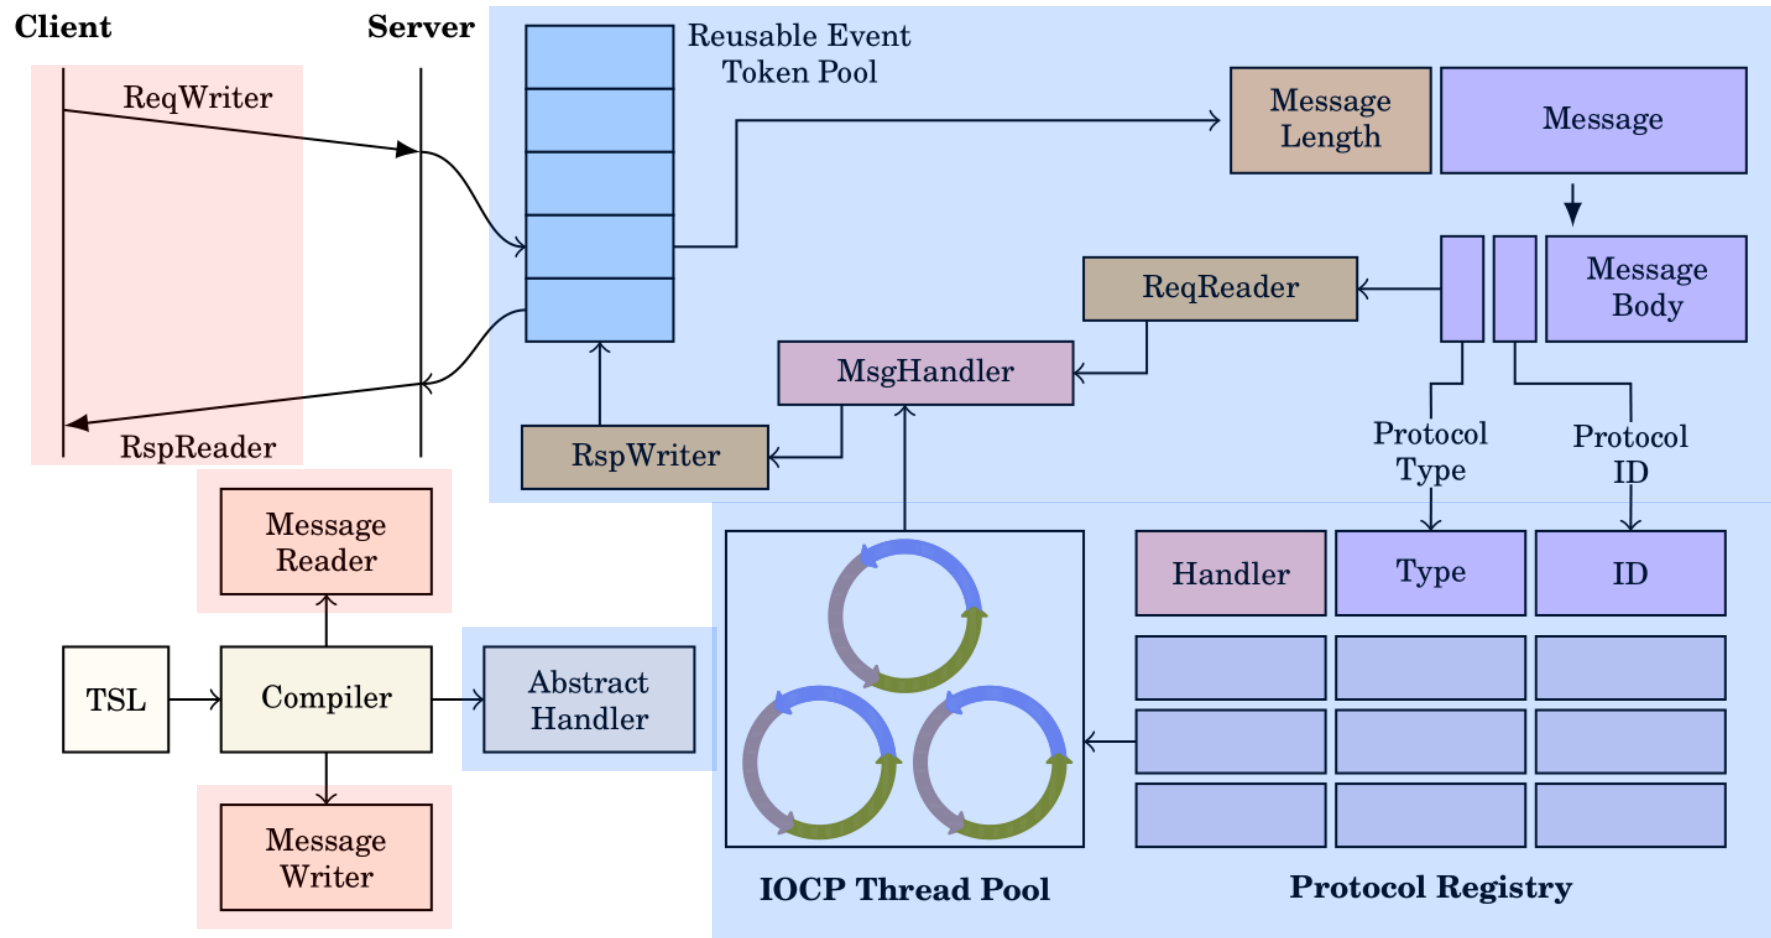 Client
Server
ReqWriter
RspReader
Reusable Event
Token Pool
Message
Length
Message
Message
Body
ReqReader
MsgHandler
RspWriter
Protocol
Type
Protocol
ID
Handler
Type
ID
Message
Reader
TSL
Compiler
Abstract
Handler
Message
Writer
IOCP Thread Pool
Protocol Registry